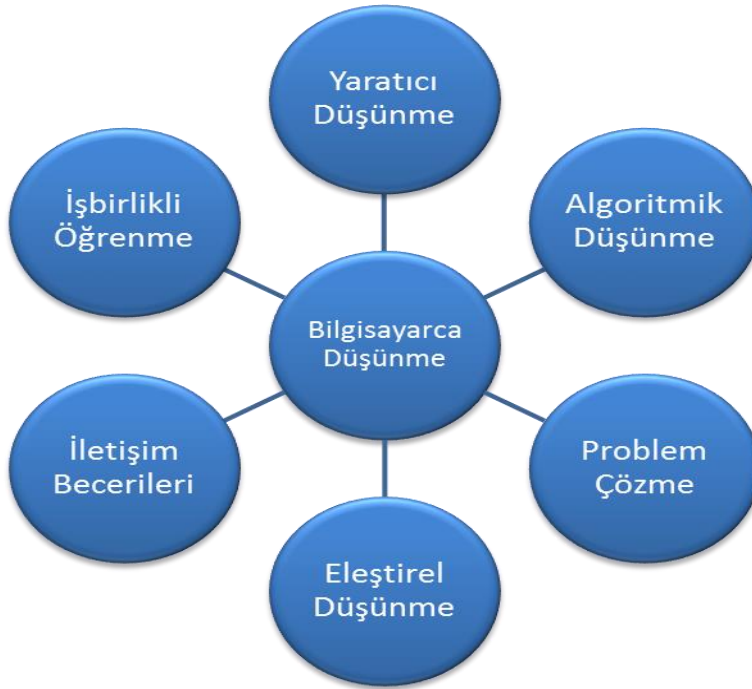 Yaratıcı
Düşünme
Algoritmik
Düşünme
Problem
Çözme
Eleştirel
Düşünme
İletişim
Becerileri
İşbirlikli
Öğrenme
Bilgisayarca
Düşünme